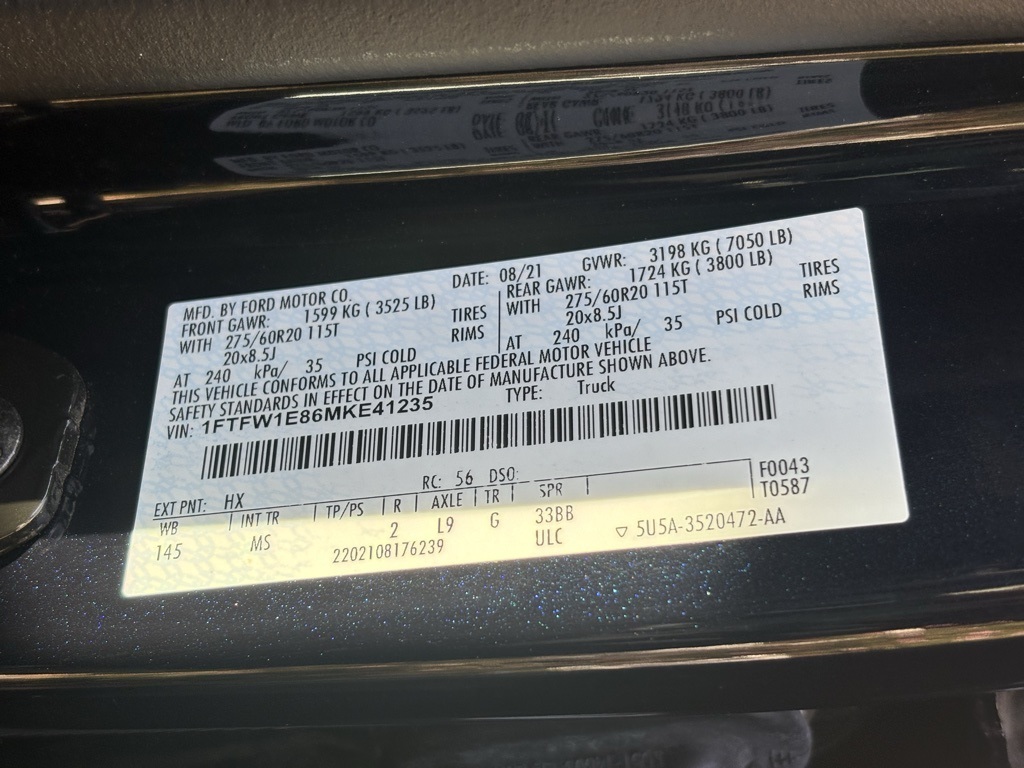 MFD. BY FORD MOTOR CO. DATE: 08/21 GVWR: 3198 KG ( 7050 LB)
FRONT GAWR: 1599 KG ( 3525 LB) REAR GAWR: 1724 KG ( 3800 LB)
WITH 275/60R20 115T TIRES WITH 275/60R20 115T TIRES
20x8.5J RIMS 20x8.5J RIMS
AT 240 kPa/ 35 PSI COLD AT 240 kPa/ 35 PSI COLD
THIS VEHICLE CONFORMS TO ALL APPLICABLE FEDERAL MOTOR VEHICLE
SAFETY STANDARDS IN EFFECT ON THE DATE OF MANUFACTURE SHOWN ABOVE.
VIN: 1FTFW1E86MKE41235 TYPE: Truck
EXT PNT: HX RC: 56 DSO: F0043
WB INT TR TP/PS R AXLE TR SPR T0587
145 MS 2 L9 G 33BB
2202108176239 ULC ▽ 5U5A-3520472-AA